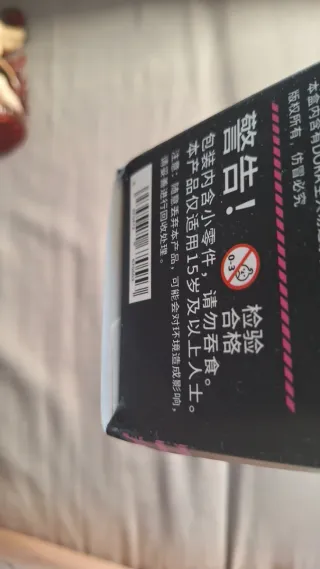 版权所有，仿冒必究
警告！
0-3
检验
合格
包装内含小零件，请勿吞食。
本产品仅适用15岁及以上人士。
注意：随意丢弃本产品，可能会对环境造成影响，
请妥善进行回收处理。